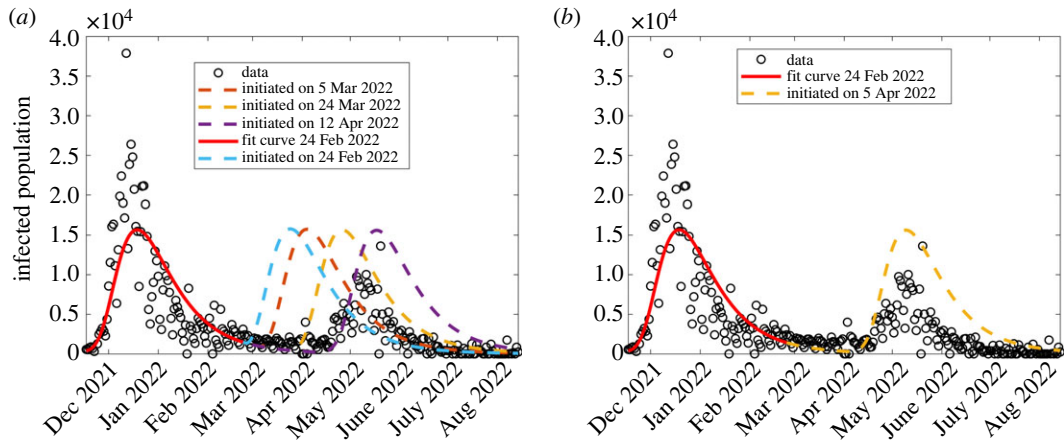 (a)
×10⁴
4.0
3.5
3.0
2.5
2.0
1.5
1.0
0.5
0
infected population
data
initiated on 5 Mar 2022
initiated on 24 Mar 2022
initiated on 12 Apr 2022
fit curve 24 Feb 2022
initiated on 24 Feb 2022
Dec 2021
Jan 2022
Feb 2022
Mar 2022
Apr 2022
May 2022
June 2022
July 2022
Aug 2022
(b)
×10⁴
4.0
3.5
3.0
2.5
2.0
1.5
1.0
0.5
0
data
fit curve 24 Feb 2022
initiated on 5 Apr 2022
Dec 2021
Jan 2022
Feb 2022
Mar 2022
Apr 2022
May 2022
June 2022
July 2022
Aug 2022